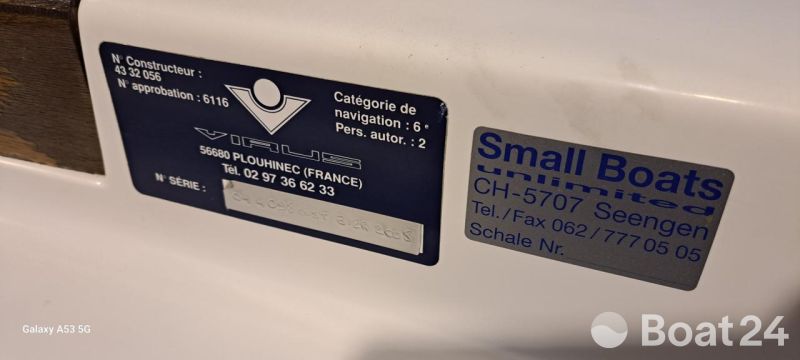 N° Constructeur :
43 32 056
N° approbation : 6116
Catégorie de
navigation : 6e
Pers. autor. : 2
VIRUS
56680 PLOUHINEC (FRANCE)
Tél. 02 97 36 62 33
N° SÉRIE :
Small Boats
unlimited
CH-5707 Seengen
Tel./Fax 062/777 05 05
Schale Nr.
Galaxy A53 5G
Boat24